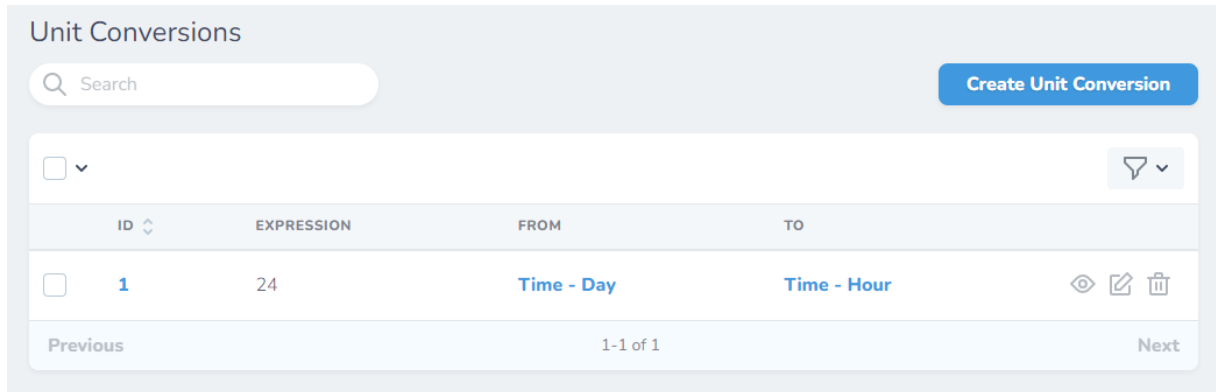 Unit Conversions
Search
Create Unit Conversion
ID EXPRESSION FROM TO
1 24 Time - Day Time - Hour
Previous 1-1 of 1 Next